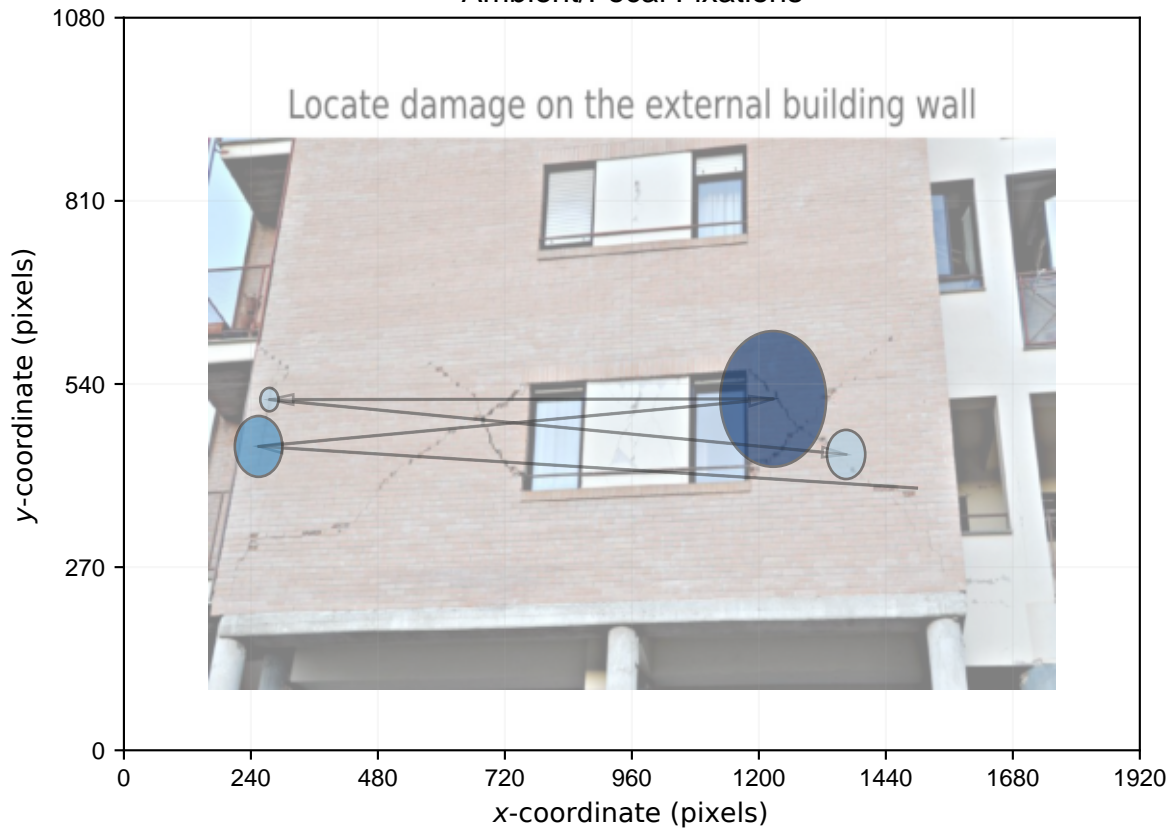 Ambient/Focal Fixations
1080
Locate damage on the external building wall
810
540
270
0
0 240 480 720 960 1200 1440 1680 1920
y-coordinate (pixels)
x-coordinate (pixels)